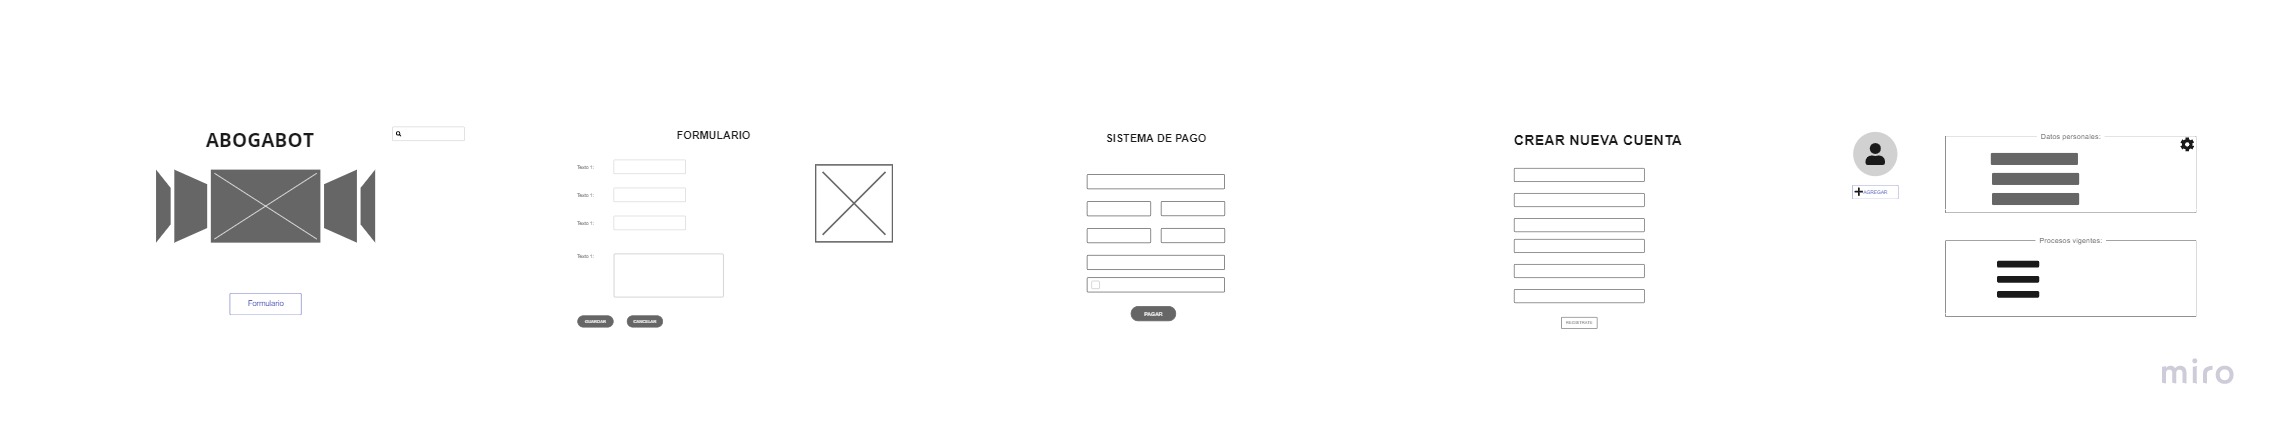 ABOGABOT
Formulario
FORMULARIO
Texto 1:
Texto 1:
Texto 1:
Texto 1:
GUARDAR
CANCELAR
SISTEMA DE PAGO
PAGAR
CREAR NUEVA CUENTA
AGREGAR
Datos personales:
Procesos vigentes:
miro